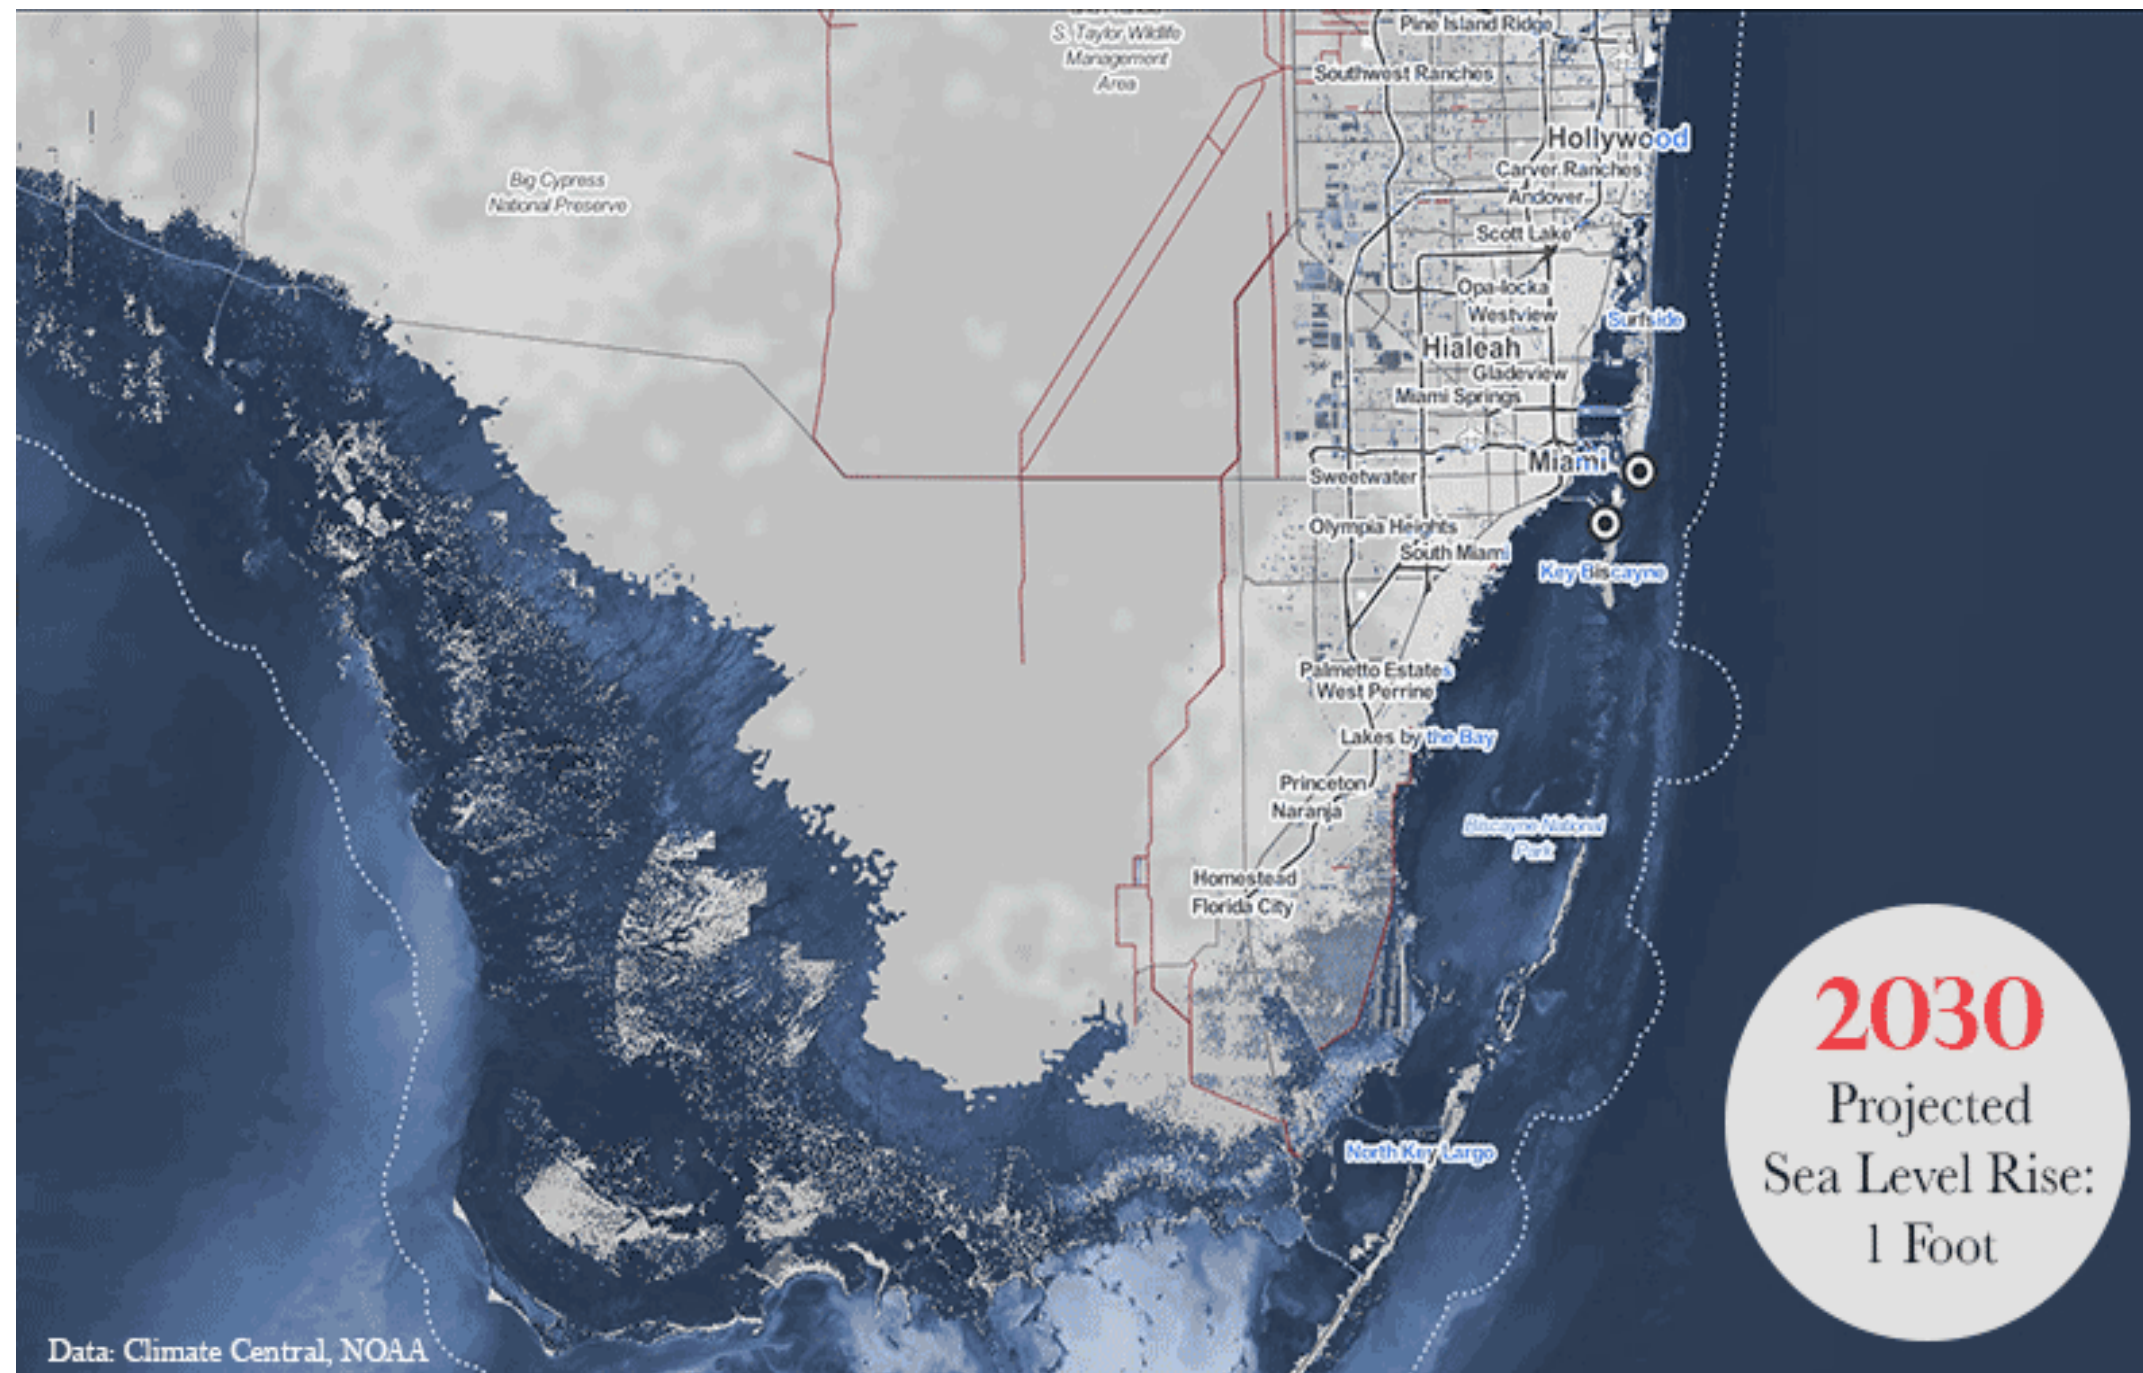 S. Taylor Wildlife
Management
Area
Pine Island Ridge
Southwest Ranches
Hollywood
Carver Ranches
Andover
Scott Lake
Big Cypress
National Preserve
Opa-locka
Westview
Surfside
Hialeah
Gladeview
Miami Springs
Miami
Sweetwater
Olympia Heights
South Miami
Key Biscayne
Palmetto Estates
West Perrine
Lakes by the Bay
Princeton
Naranja
Biscayne National
Park
Homestead
Florida City
North Key Largo
2030
Projected
Sea Level Rise:
1 Foot
Data: Climate Central, NOAA